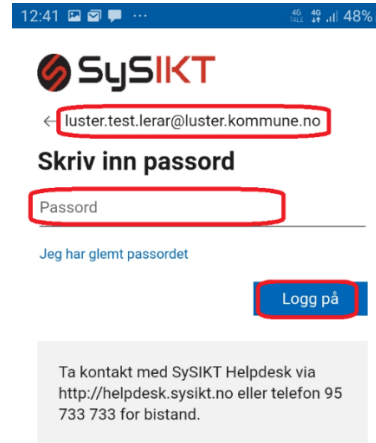 12:41 ... 4G TALE 4G 48%
SySIKT
← luster.test.lerar@luster.kommune.no
Skriv inn passord
Passord
Jeg har glemt passordet
Logg på
Ta kontakt med SySIKT Helpdesk via
http://helpdesk.sysikt.no eller telefon 95
733 733 for bistand.